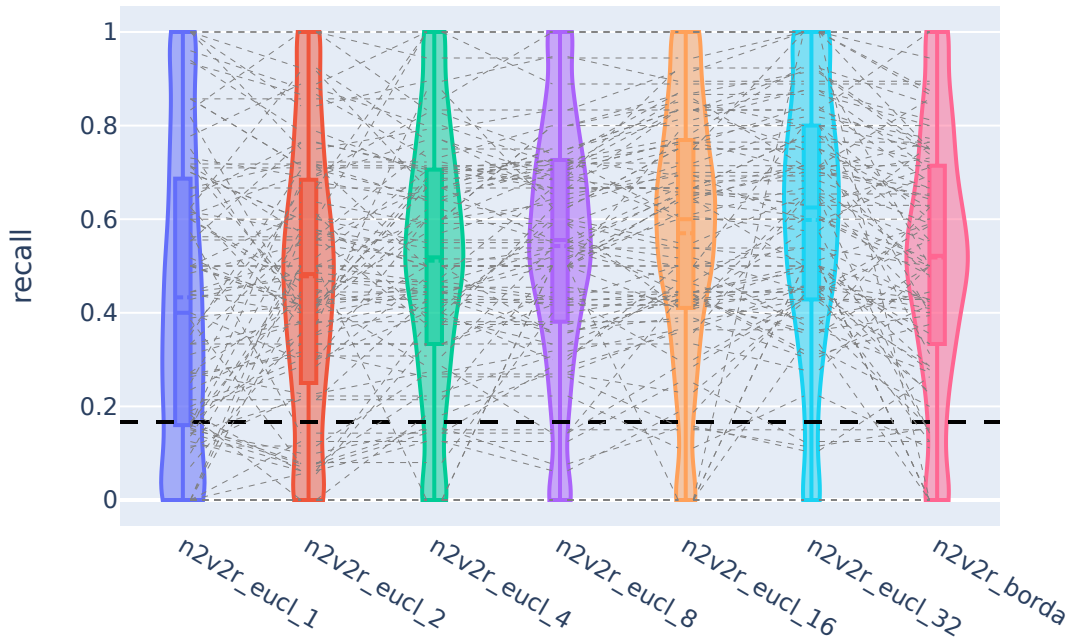 recall
1
0.8
0.6
0.4
0.2
0
n2v2r_eucl_1
n2v2r_eucl_2
n2v2r_eucl_4
n2v2r_eucl_8
n2v2r_eucl_16
n2v2r_eucl_32
n2v2r_borda